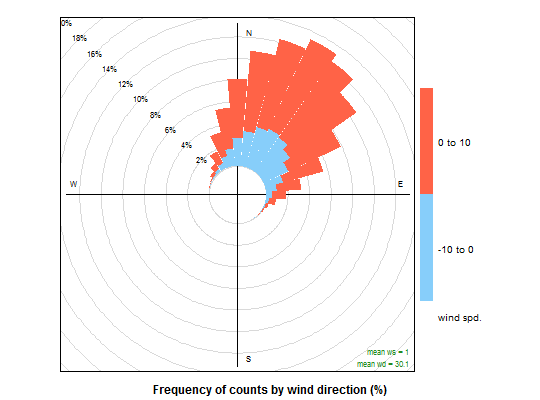 0%
18%
16%
14%
12%
10%
8%
6%
4%
2%
N
W
E
S
0 to 10
-10 to 0
wind spd.
mean ws = 1
mean wd = 30.1
Frequency of counts by wind direction (%)